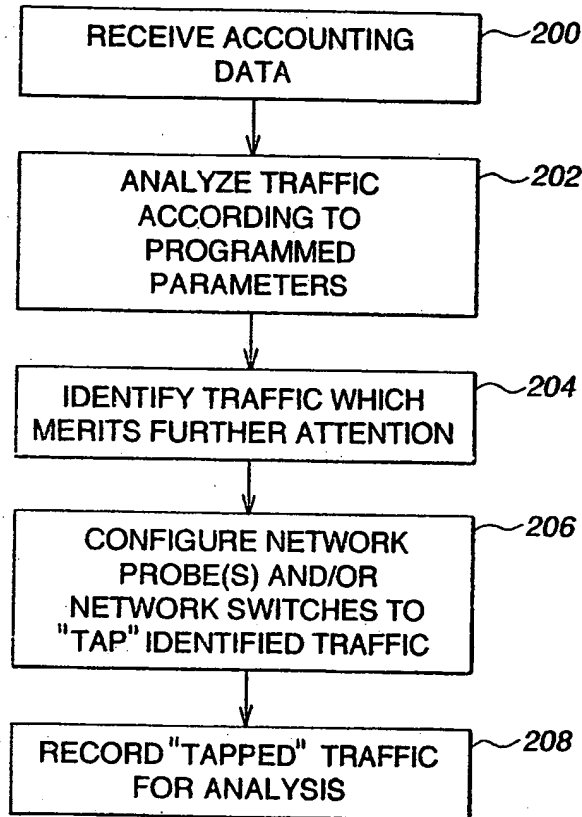 RECEIVE ACCOUNTING
DATA
200
ANALYZE TRAFFIC
ACCORDING TO
PROGRAMMED
PARAMETERS
202
IDENTIFY TRAFFIC WHICH
MERITS FURTHER ATTENTION
204
CONFIGURE NETWORK
PROBE(S) AND/OR
NETWORK SWITCHES TO
"TAP" IDENTIFIED TRAFFIC
206
RECORD "TAPPED" TRAFFIC
FOR ANALYSIS
208